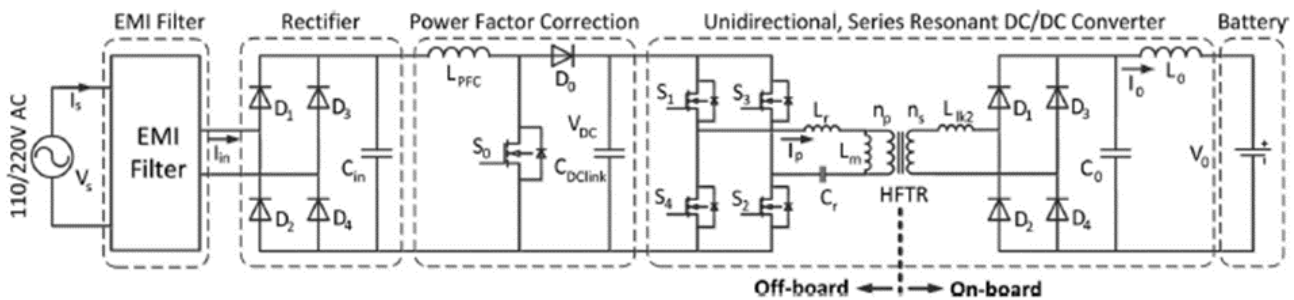 EMI Filter
Rectifier
Power Factor Correction
Unidirectional, Series Resonant DC/DC Converter
Battery
110/220V AC
Is
Vs
EMI
Filter
Iin
D1
D3
D2
D4
Cin
LPFC
D0
S0
VDC
CDClink
S1
S3
S4
S2
Lr
Ip
Lm
Cr
np
ns
HFTR
Llk2
D1
D3
D2
D4
C0
I0
L0
V0
+
-
Off-board
On-board